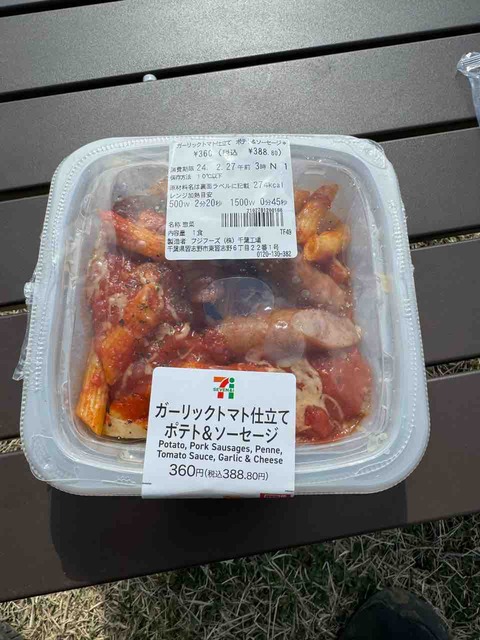 ガーリックトマト仕立て ポテ&ソーセージ*
¥360 (税込 ¥388.80)
消費期限 24. 2.27午前 3時 N 1
保存方法 10℃以下
原材料名は裏面ラベルに記載 274kcal
レンジ加熱目安
500W 2分20秒 1500W 0分45秒
名称 惣菜
内容量 1食
TF49
製造者 フジフーズ(株)千葉工場
千葉県習志野市東習志野6丁目22番1号
0120-130-382
7
SEVEN & i
ガーリックトマト仕立て
ポテト&ソーセージ
Potato, Pork Sausages, Penne,
Tomato Sauce, Garlic & Cheese
360円(税込388.80円)